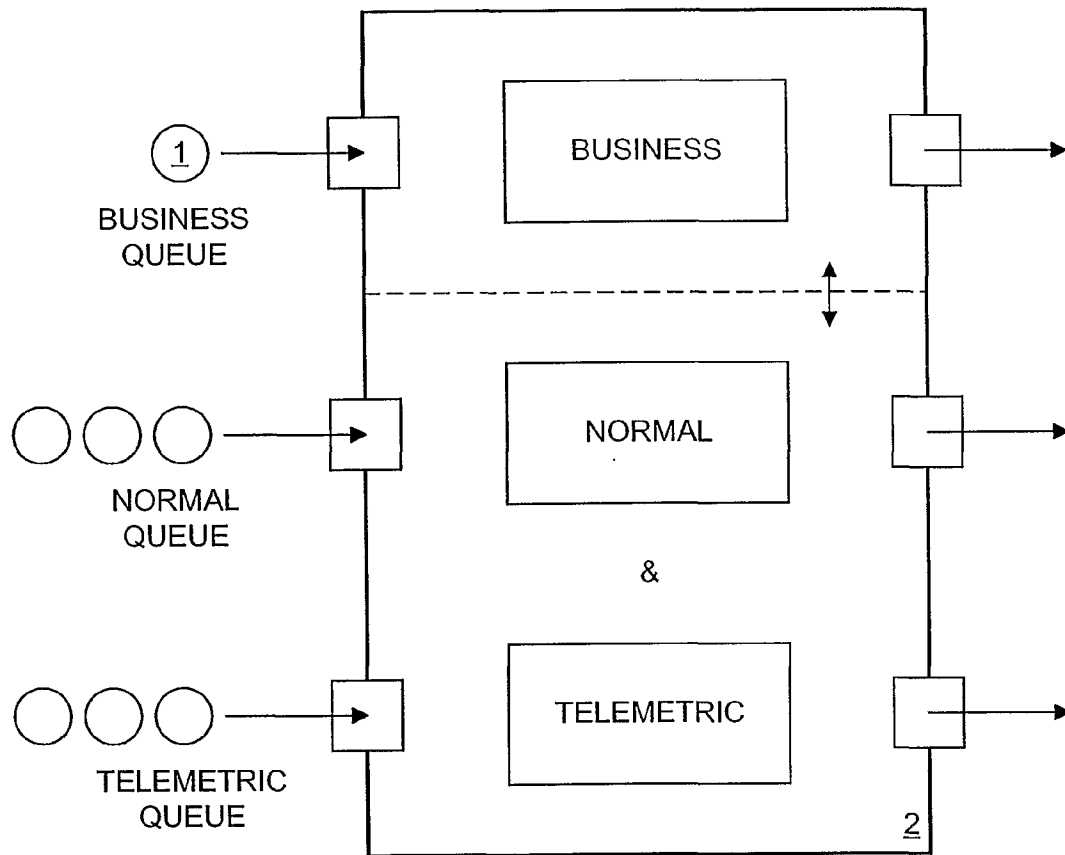 1
BUSINESS
QUEUE
BUSINESS
NORMAL
QUEUE
NORMAL
&
TELEMETRIC
QUEUE
TELEMETRIC
2